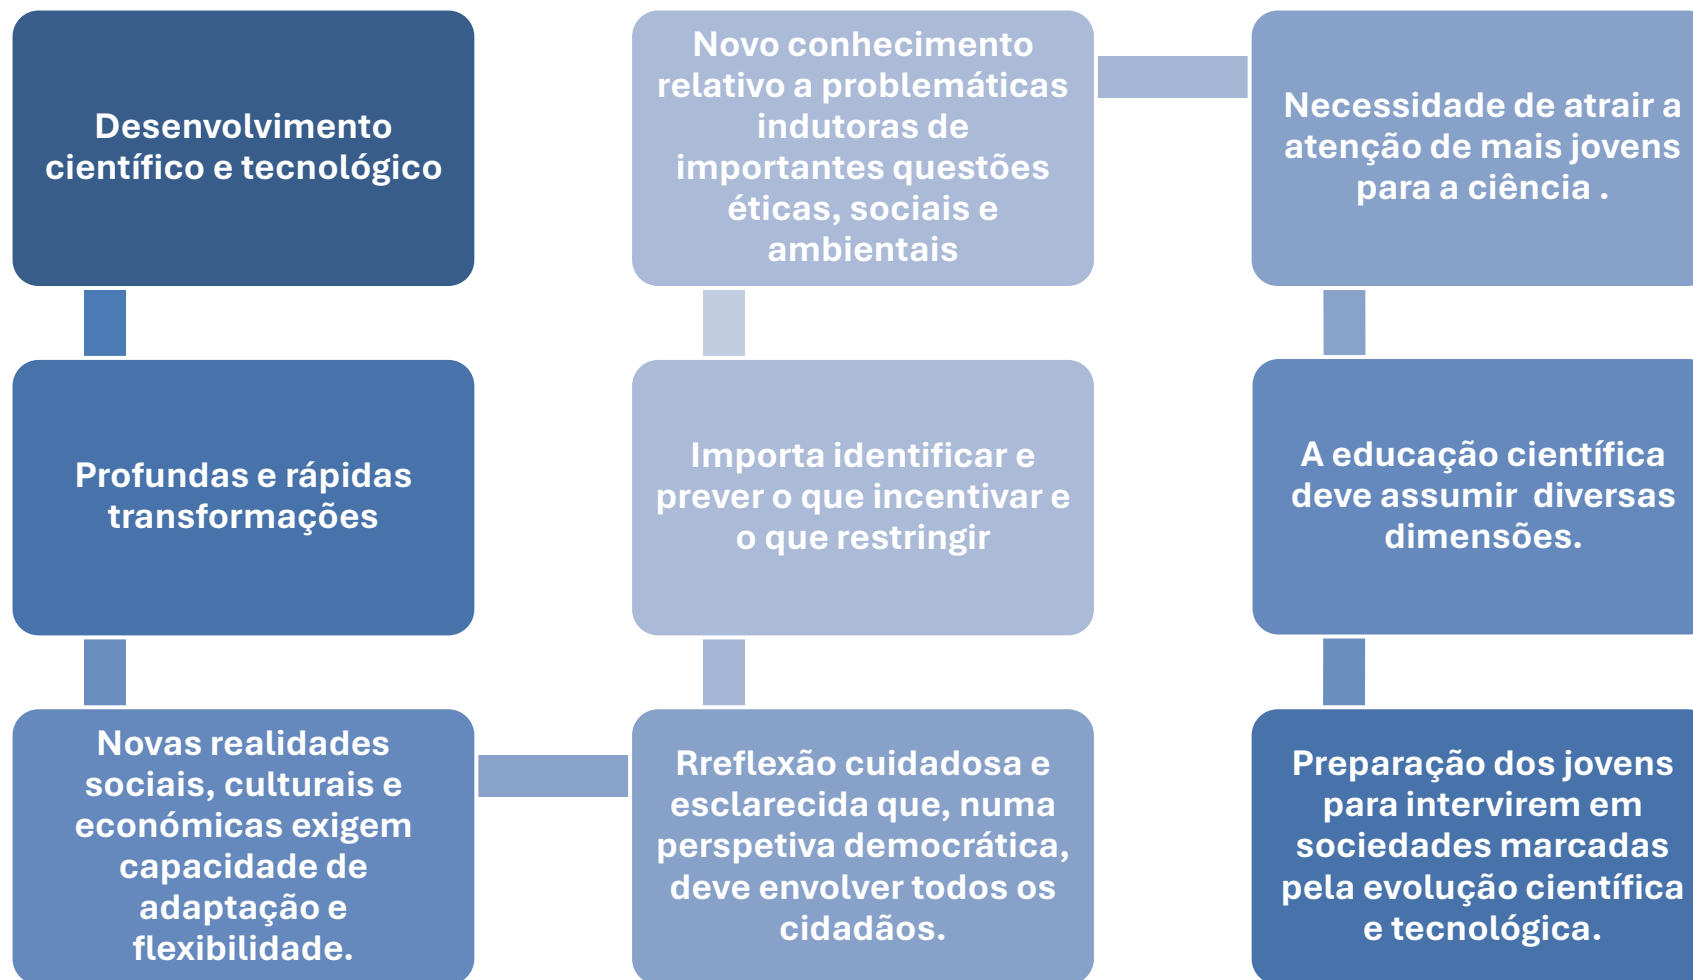 Desenvolvimento
científico e tecnológico
Profundas e rápidas
transformações
Novas realidades
sociais, culturais e
económicas exigem
capacidade de
adaptação e
flexibilidade.
Rreflexão cuidadosa e
esclarecida que, numa
perspetiva democrática,
deve envolver todos os
cidadãos.
Importa identificar e
prever o que incentivar e
o que restringir
Novo conhecimento
relativo a problemáticas
indutoras de
importantes questões
éticas, sociais e
ambientais
Necessidade de atrair a
atenção de mais jovens
para a ciência .
A educação científica
deve assumir  diversas
dimensões.
Preparação dos jovens
para intervirem em
sociedades marcadas
pela evolução científica
e tecnológica.